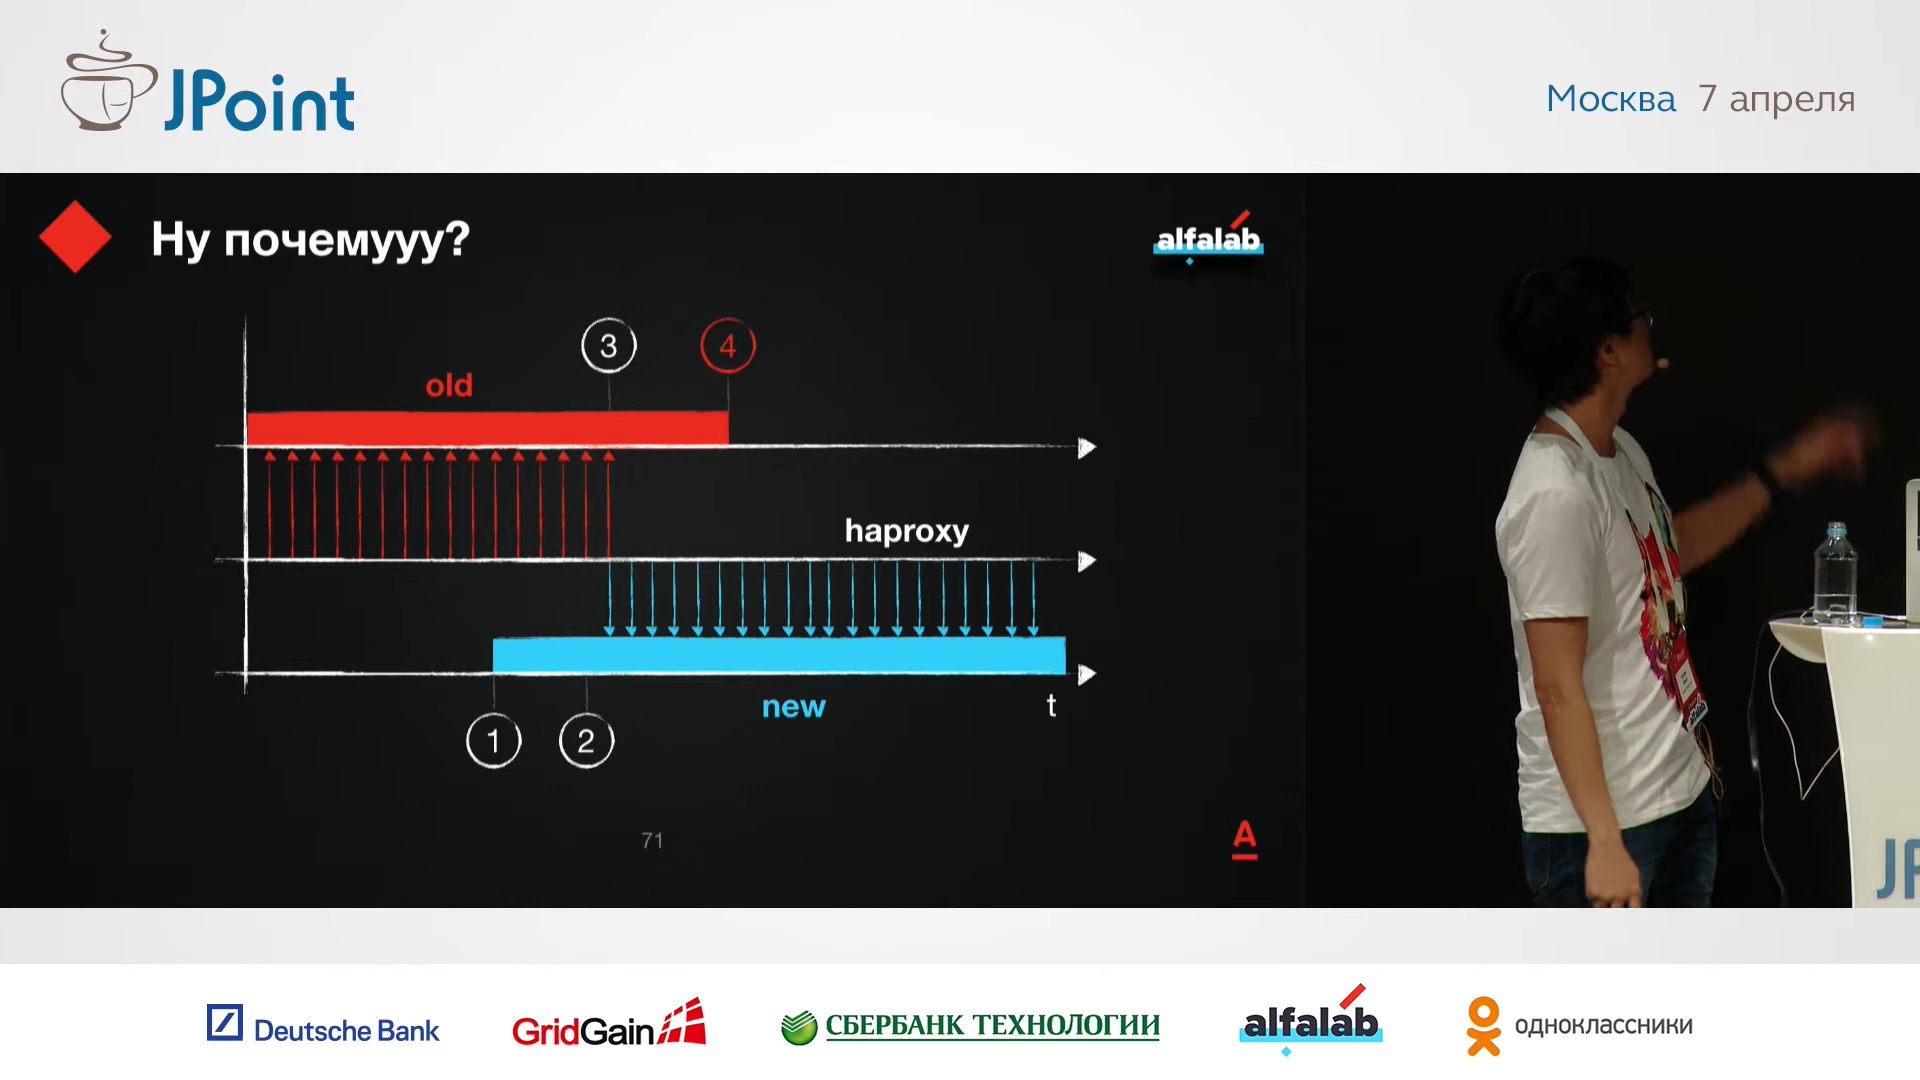 JPoint
Москва 7 апреля
Ну почемууу?
alfalab
3
4
old
haproxy
new
t
1
2
71
A
JP
Deutsche Bank
GridGain
СБЕРБАНК ТЕХНОЛОГИИ
alfalab
одноклассники